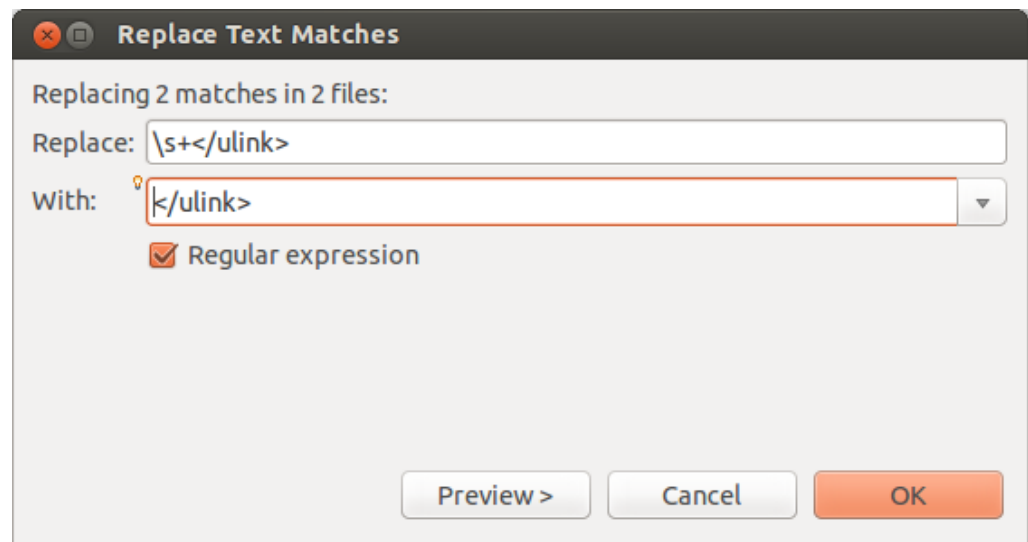 Replace Text Matches
Replacing 2 matches in 2 files:
Replace: \s+</ulink>
With: </ulink>
Regular expression
Preview > Cancel OK